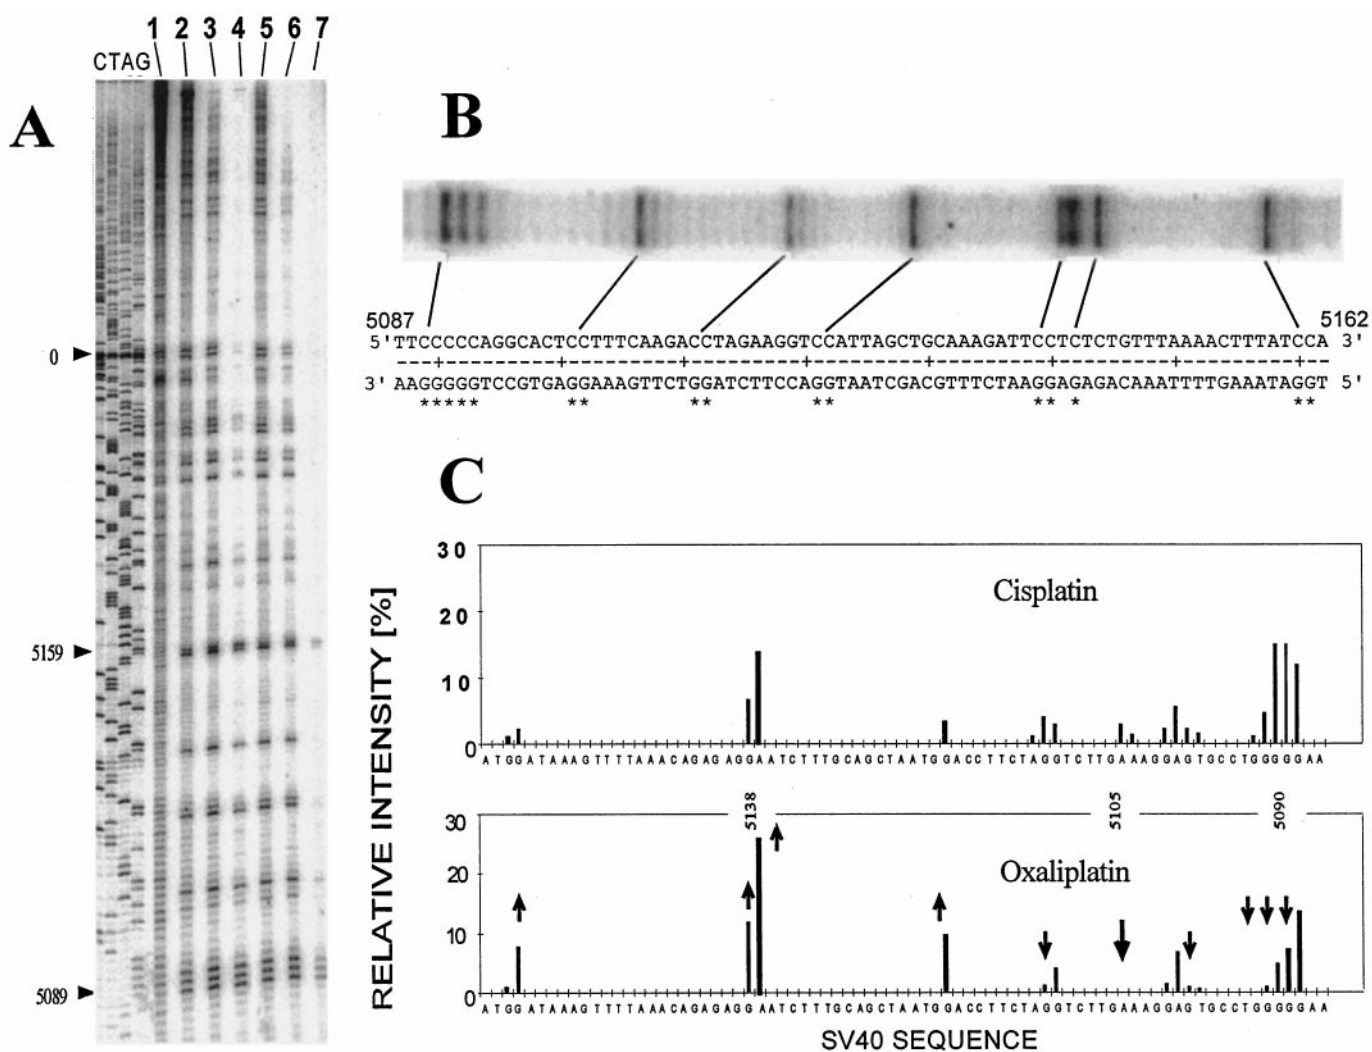 A
CTAG 1 2 3 4 5 6 7
0
5159
5089
B
5087 5162
5' TTCCCCCAGGCACTCCTTTCAAGACCTAGAAGGTCCATTAGCTGCAAAGATTCCTCTCTGTTTAAAACTTTATCCA 3'
3' AAGGGGGTCCGTGAGGAAAGTTCTGGATCTTCCAGGTAATCGACGTTTCTAAGGAGAGACAAATTTTGAAATAGGT 5'
***** ** ** ** ** * **
C
RELATIVE INTENSITY [%]
30
20
10
0
Cisplatin
ATGGATAAAGTTTTAAACAGAGAGGAATCTTTGCAGCTAATGGACCTTCTAGGTCTTGAAAGGAGTGCCTGGGGGAA
30
20
10
0
5138 5105 5090
Oxaliplatin
ATGGATAAAGTTTTAAACAGAGAGGAATCTTTGCAGCTAATGGACCTTCTAGGTCTTGAAAGGAGTGCCTGGGGGAA
SV40 SEQUENCE